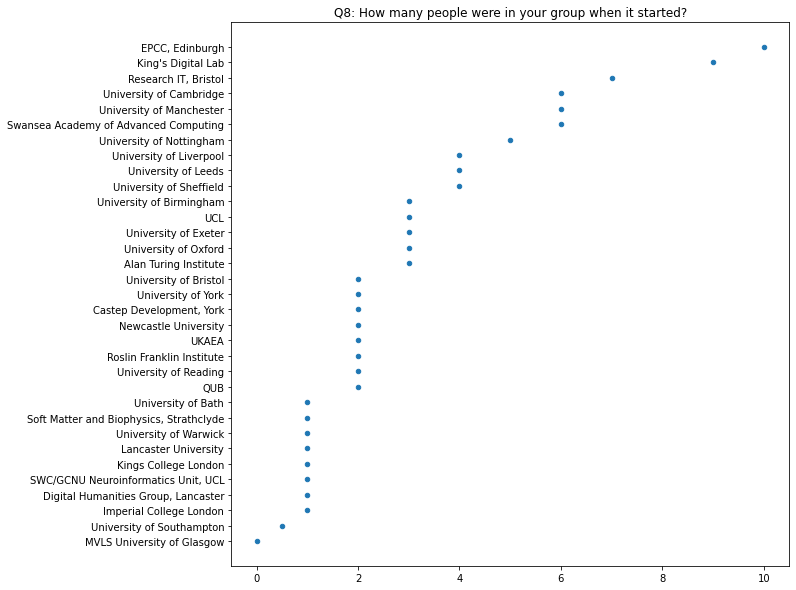 Q8: How many people were in your group when it started?
EPCC, Edinburgh
King's Digital Lab
Research IT, Bristol
University of Cambridge
University of Manchester
Swansea Academy of Advanced Computing
University of Nottingham
University of Liverpool
University of Leeds
University of Sheffield
University of Birmingham
UCL
University of Exeter
University of Oxford
Alan Turing Institute
University of Bristol
University of York
Castep Development, York
Newcastle University
UKAEA
Roslin Franklin Institute
University of Reading
QUB
University of Bath
Soft Matter and Biophysics, Strathclyde
University of Warwick
Lancaster University
Kings College London
SWC/GCNU Neuroinformatics Unit, UCL
Digital Humanities Group, Lancaster
Imperial College London
University of Southampton
MVLS University of Glasgow
0 2 4 6 8 10